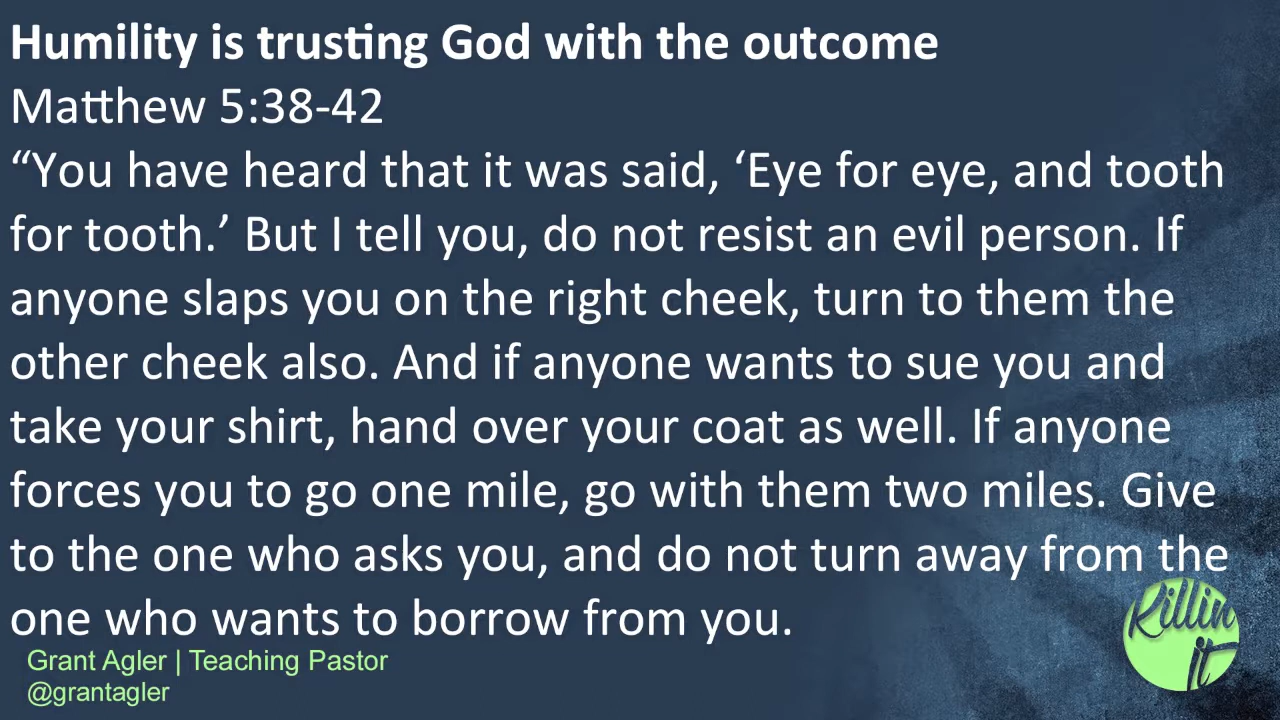 Humility is trusting God with the outcome
Matthew 5:38-42
“You have heard that it was said, ‘Eye for eye, and tooth
for tooth.’ But I tell you, do not resist an evil person. If
anyone slaps you on the right cheek, turn to them the
other cheek also. And if anyone wants to sue you and
take your shirt, hand over your coat as well. If anyone
forces you to go one mile, go with them two miles. Give
to the one who asks you, and do not turn away from the
one who wants to borrow from you.
Grant Agler | Teaching Pastor
@grantagler
Killin
it